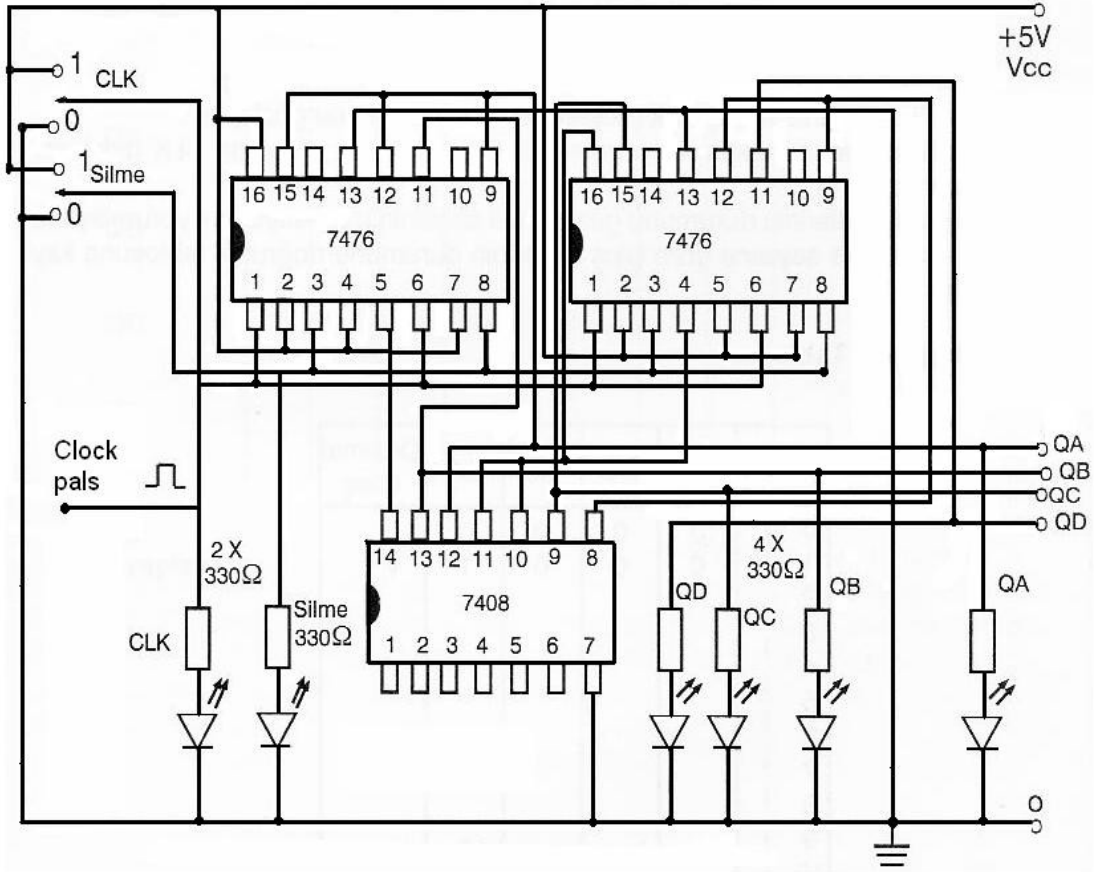 +5V
Vcc
1
CLK
0
1
Silme
0
16 15 14 13 12 11 10 9
7476
1 2 3 4 5 6 7 8
16 15 14 13 12 11 10 9
7476
1 2 3 4 5 6 7 8
Clock
pals
QA
QB
QC
QD
14 13 12 11 10 9 8
7408
1 2 3 4 5 6 7
2 X
330Ω
CLK
Silme
330Ω
4 X
330Ω
QD
QC
QB
QA
0